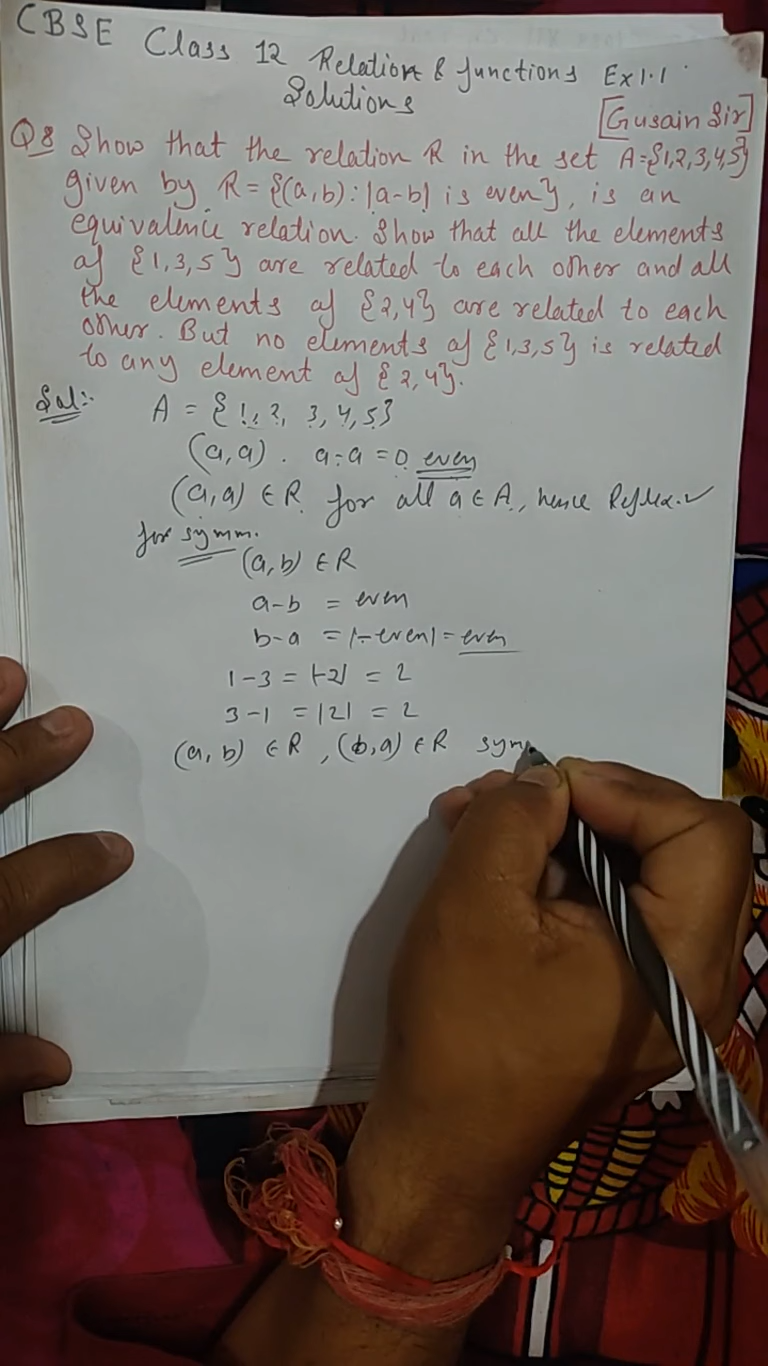 CBSE Class 12 Relation & functions Ex 1.1
Solutions
[Gusain Sir]
Q8 Show that the relation R in the set A={1,2,3,4,5}
given by R={(a,b):|a-b| is even}, is an
equivalence relation. Show that all the elements
of {1,3,5} are related to each other and all
the elements of {2,4} are related to each
other. But no elements of {1,3,5} is related
to any element of {2,4}.
Sol:- A = {1, 2, 3, 4, 5}
(a,a) . a-a = 0 even
(a,a) ∈ R for all a ∈ A, hence Reflex.✓
for symm.
(a,b) ∈ R
a-b = even
b-a = |-even| = even
1-3 = |-2| = 2
3-1 = |2| = 2
(a,b) ∈ R , (b,a) ∈ R sym